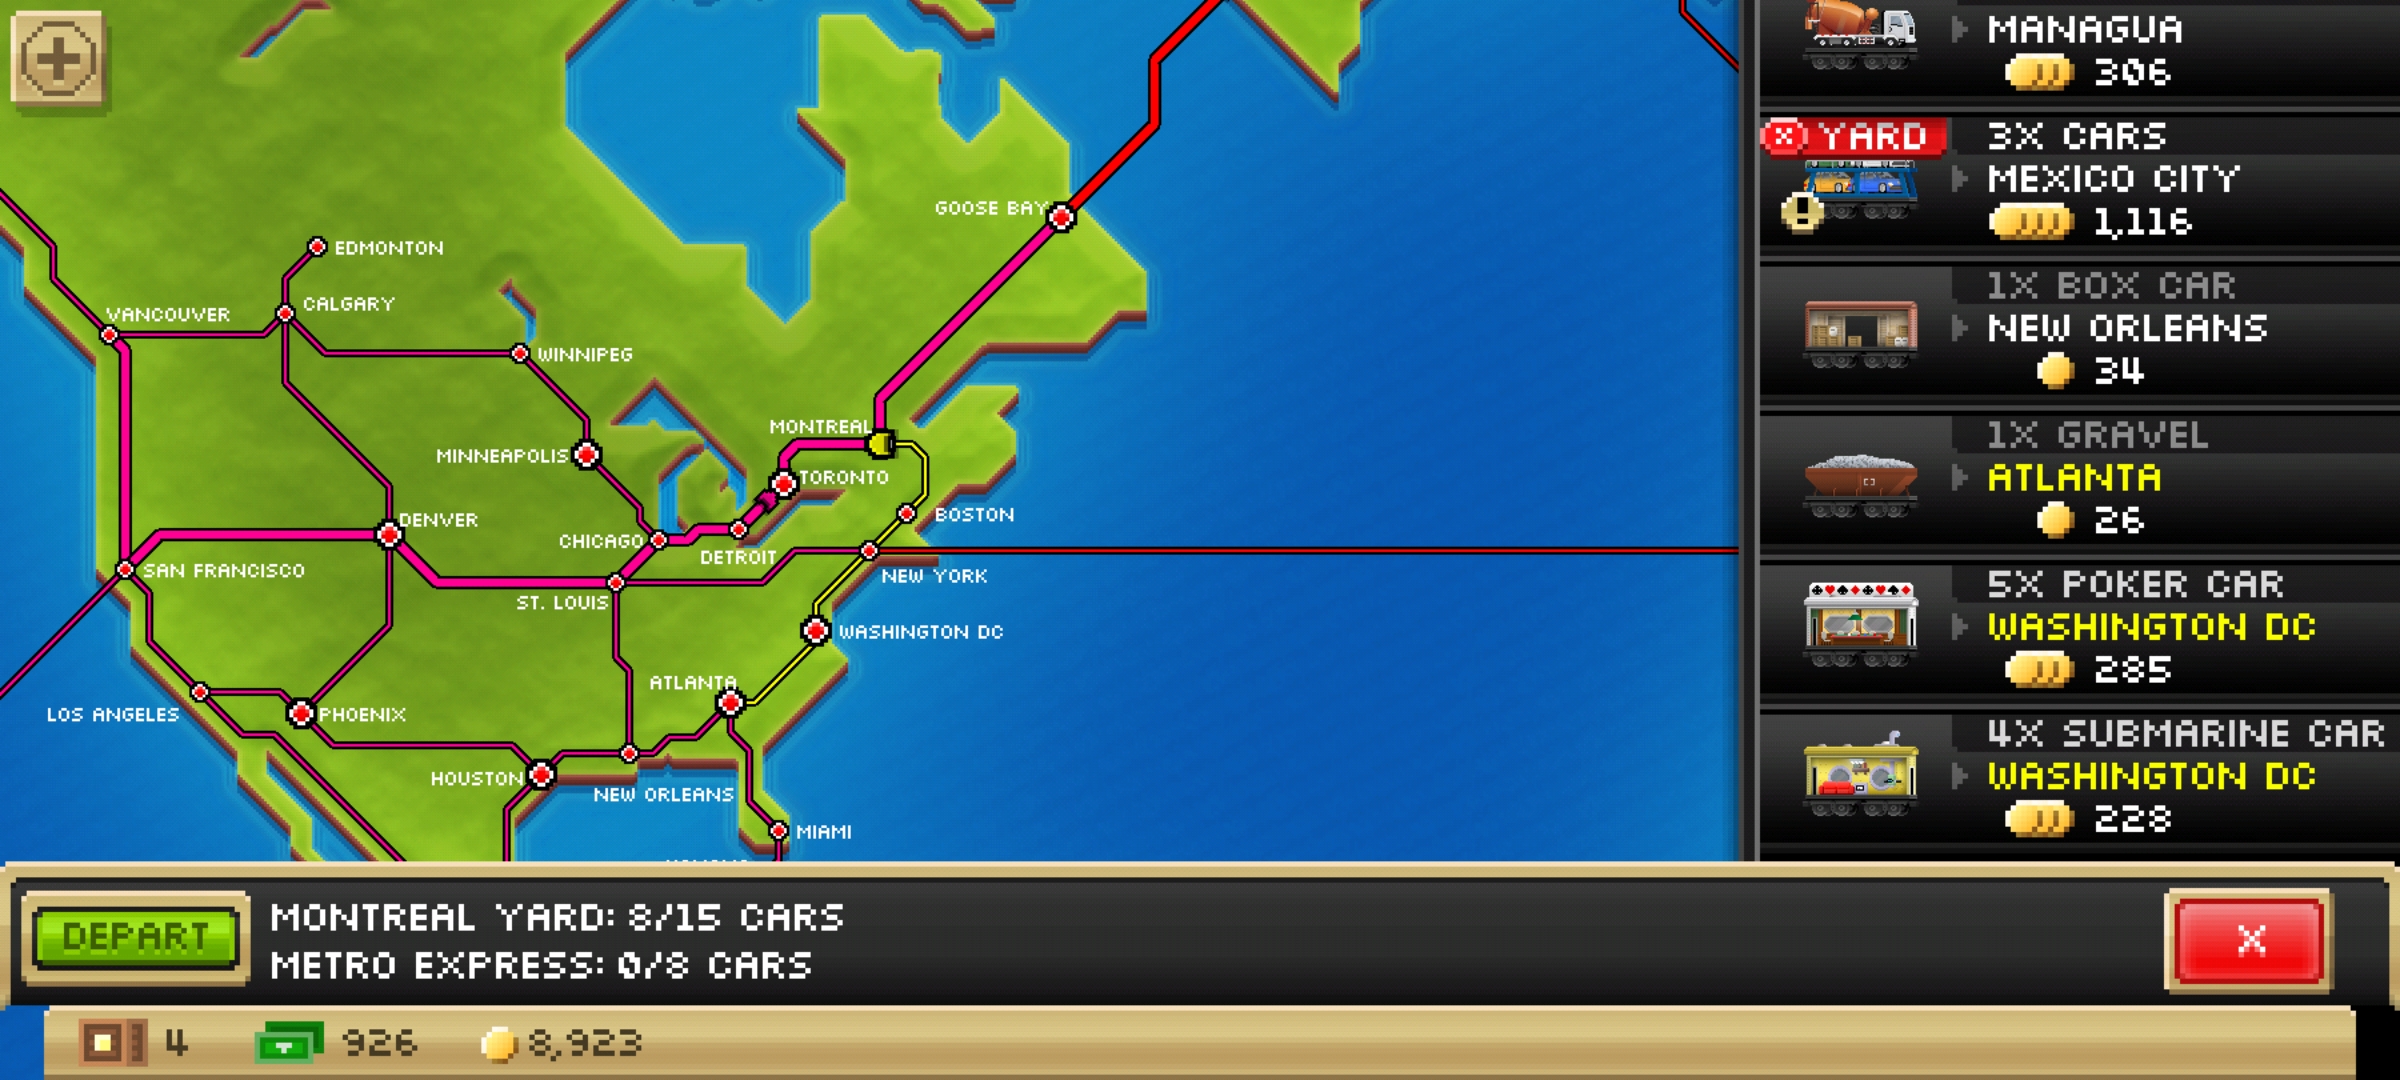 MANAGUA
306
YARD
3X CARS
MEXICO CITY
1,116
1X BOX CAR
NEW ORLEANS
34
1X GRAVEL
ATLANTA
26
5X POKER CAR
WASHINGTON DC
285
4X SUBMARINE CAR
WASHINGTON DC
228
GOOSE BAY
EDMONTON
CALGARY
VANCOUVER
WINNIPEG
MONTREAL
MINNEAPOLIS
TORONTO
BOSTON
DENVER
CHICAGO
DETROIT
SAN FRANCISCO
NEW YORK
ST. LOUIS
WASHINGTON DC
ATLANTA
LOS ANGELES
PHOENIX
HOUSTON
NEW ORLEANS
MIAMI
DEPART
MONTREAL YARD: 8/15 CARS
METRO EXPRESS: 0/8 CARS
X
4
926
8,923